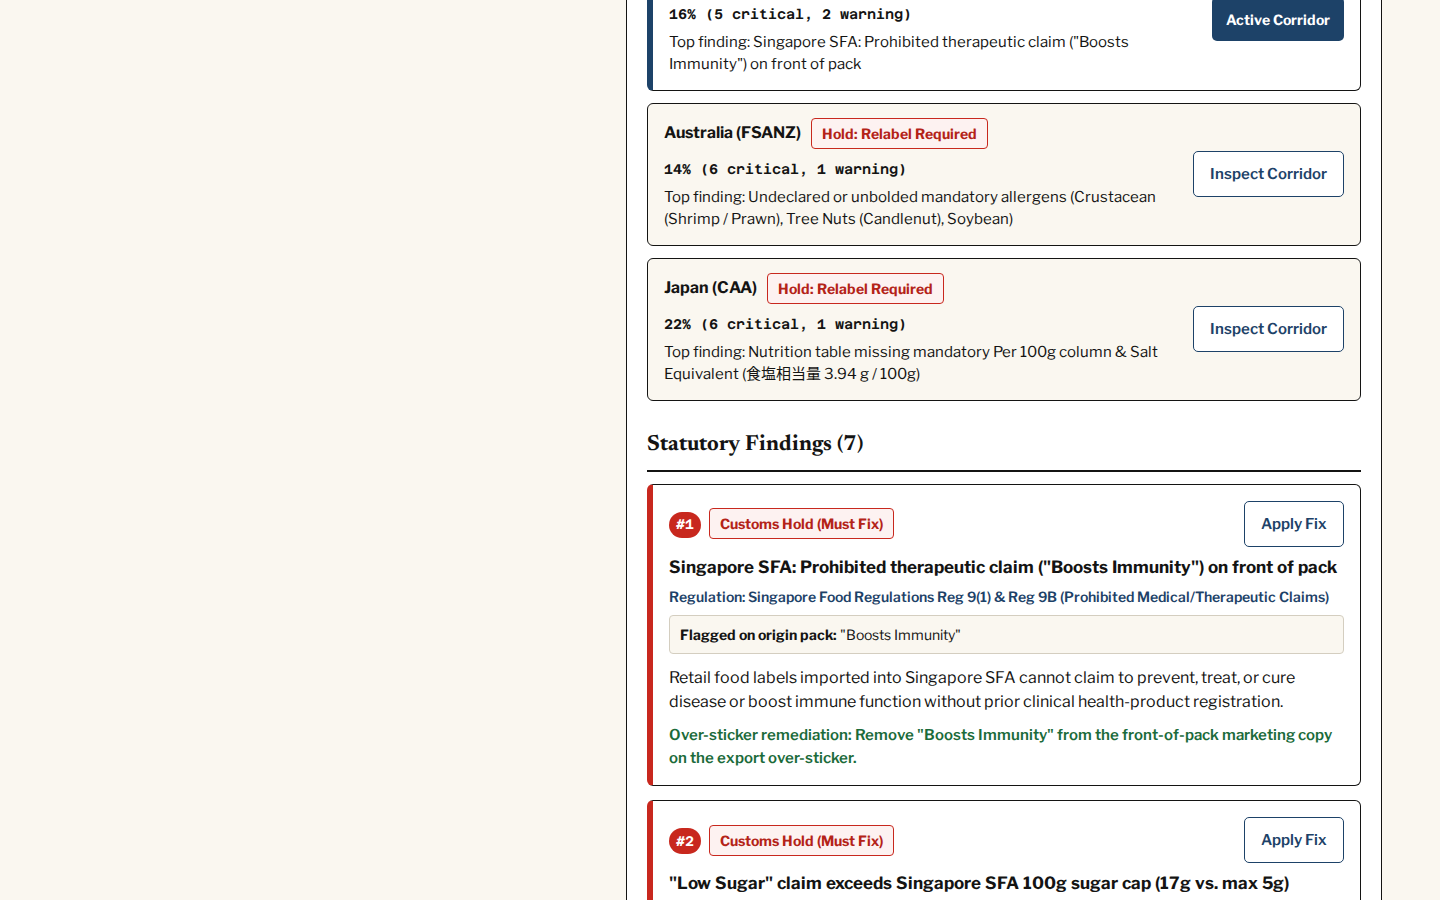 16% (5 critical, 2 warning)
Active Corridor
Top finding: Singapore SFA: Prohibited therapeutic claim ("Boosts
Immunity") on front of pack
Australia (FSANZ)
Hold: Relabel Required
14% (6 critical, 1 warning)
Inspect Corridor
Top finding: Undeclared or unbolded mandatory allergens (Crustacean
(Shrimp / Prawn), Tree Nuts (Candlenut), Soybean)
Japan (CAA)
Hold: Relabel Required
22% (6 critical, 1 warning)
Inspect Corridor
Top finding: Nutrition table missing mandatory Per 100g column & Salt
Equivalent (食塩相当量 3.94 g / 100g)
Statutory Findings (7)
#1
Customs Hold (Must Fix)
Apply Fix
Singapore SFA: Prohibited therapeutic claim ("Boosts Immunity") on front of pack
Regulation: Singapore Food Regulations Reg 9(1) & Reg 9B (Prohibited Medical/Therapeutic Claims)
Flagged on origin pack: "Boosts Immunity"
Retail food labels imported into Singapore SFA cannot claim to prevent, treat, or cure
disease or boost immune function without prior clinical health-product registration.
Over-sticker remediation: Remove "Boosts Immunity" from the front-of-pack marketing copy
on the export over-sticker.
#2
Customs Hold (Must Fix)
Apply Fix
"Low Sugar" claim exceeds Singapore SFA 100g sugar cap (17g vs. max 5g)